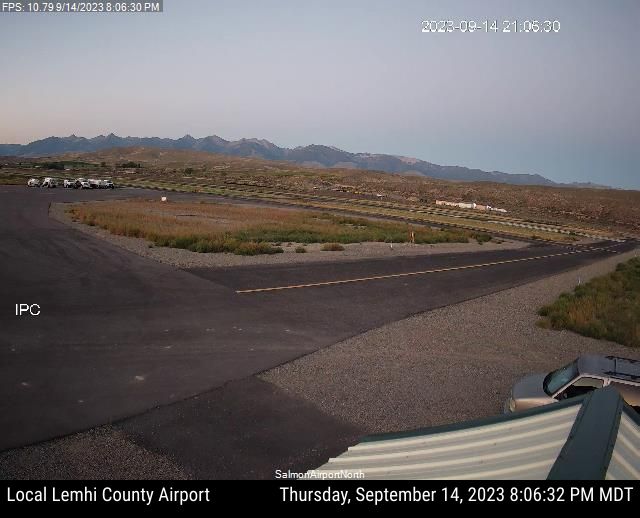 FPS: 10.79 9/14/2023 8:06:30 PM
2023-09-14 21:06:30
IPC
SalmonAirportNorth
Local Lemhi County Airport
Thursday, September 14, 2023 8:06:32 PM MDT